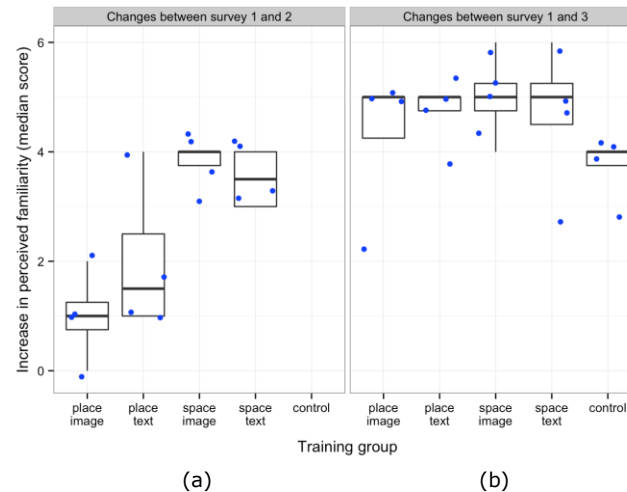 Changes between survey 1 and 2
Changes between survey 1 and 3
Increase in perceived familiarity (median score)
6
4
2
0
place image
place text
space image
space text
control
place image
place text
space image
space text
control
Training group
(a)
(b)